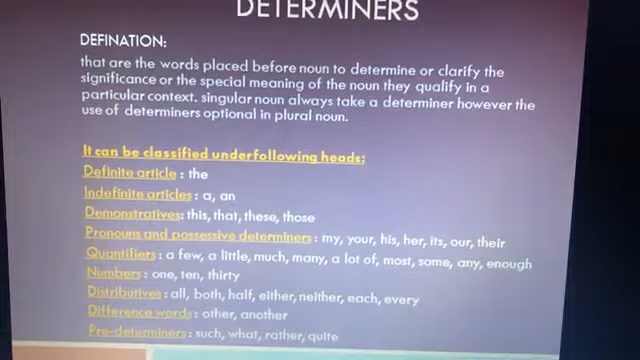 DETERMINERS
DEFINATION:
that are the words placed before noun to determine or clarify the
significance or the special meaning of the noun they qualify in a
particular context. singular noun always take a determiner however the
use of determiners optional in plural noun.
It can be classified underfollowing heads:
Definite article : the
Indefinite articles : a, an
Demonstratives: this, that, these, those
Pronouns and possessive determiners : my, your, his, her, its, our, their
Quantifiers : a few, a little, much, many, a lot of, most, some, any, enough
Numbers : one, ten, thirty
Distributives : all, both, half, either, neither, each, every
Difference words : other, another
Pre-determiners : such, what, rather, quite